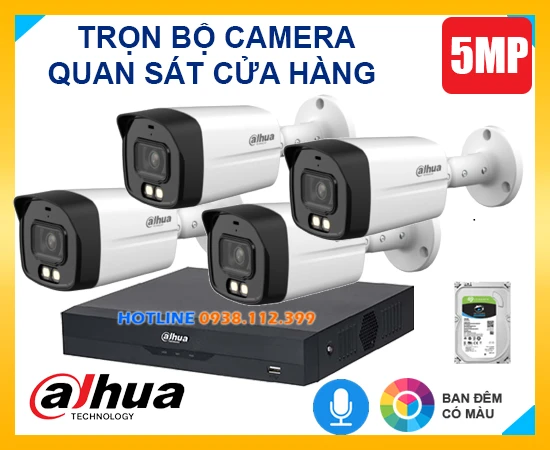 TRỌN BỘ CAMERA
QUAN SÁT CỬA HÀNG
5MP
alhua
alhua
alhua
alhua
HOTLINE 0938.112.399
alhua
alhua
TECHNOLOGY
BAN ĐÊM
CÓ MÀU